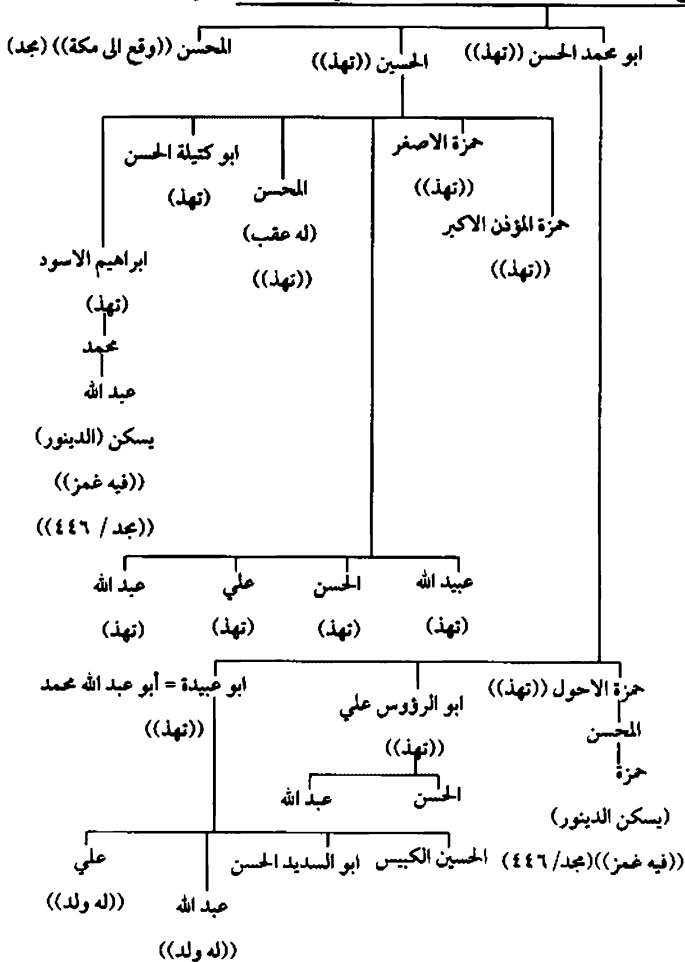 ابو محمد الحسن ((تهذ))
الحسين ((تهذ))
المحسن ((وقع الى مكة)) (مجد)
حمزة الاصغر
((تهذ))
حمزة المؤذن الاكبر
((تهذ))
ابو كتيلة الحسن
(تهذ)
المحسن
(له عقب)
((تهذ))
ابراهيم الاسود
(تهذ)
محمد
عبد الله
يسكن (الدينور)
((فيه غمز))
((مجد / ٤٤٦))
عبيد الله
(تهذ)
الحسن
(تهذ)
علي
(تهذ)
عبد الله
(تهذ)
حمزة الاحول ((تهذ))
المحسن
حمزة
(يسكن الدينور)
((فيه غمز))(مجد/ ٤٤٦)
ابو الرؤوس علي
((تهذ))
الحسن
عبد الله
ابو عبيدة = أبو عبد الله محمد
((تهذ))
الحسين الكبيس
ابو السديد الحسن
عبد الله
((له ولد))
علي
((له ولد))